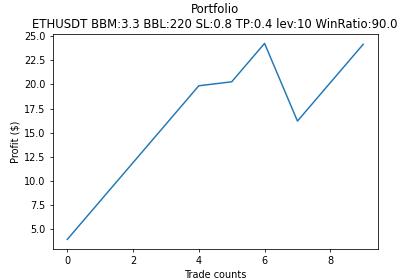 Portfolio
ETHUSDT BBM:3.3 BBL:220 SL:0.8 TP:0.4 lev:10 WinRatio:90.0
25.0
22.5
20.0
17.5
15.0
12.5
10.0
7.5
5.0
Profit ($)
0 2 4 6 8
Trade counts